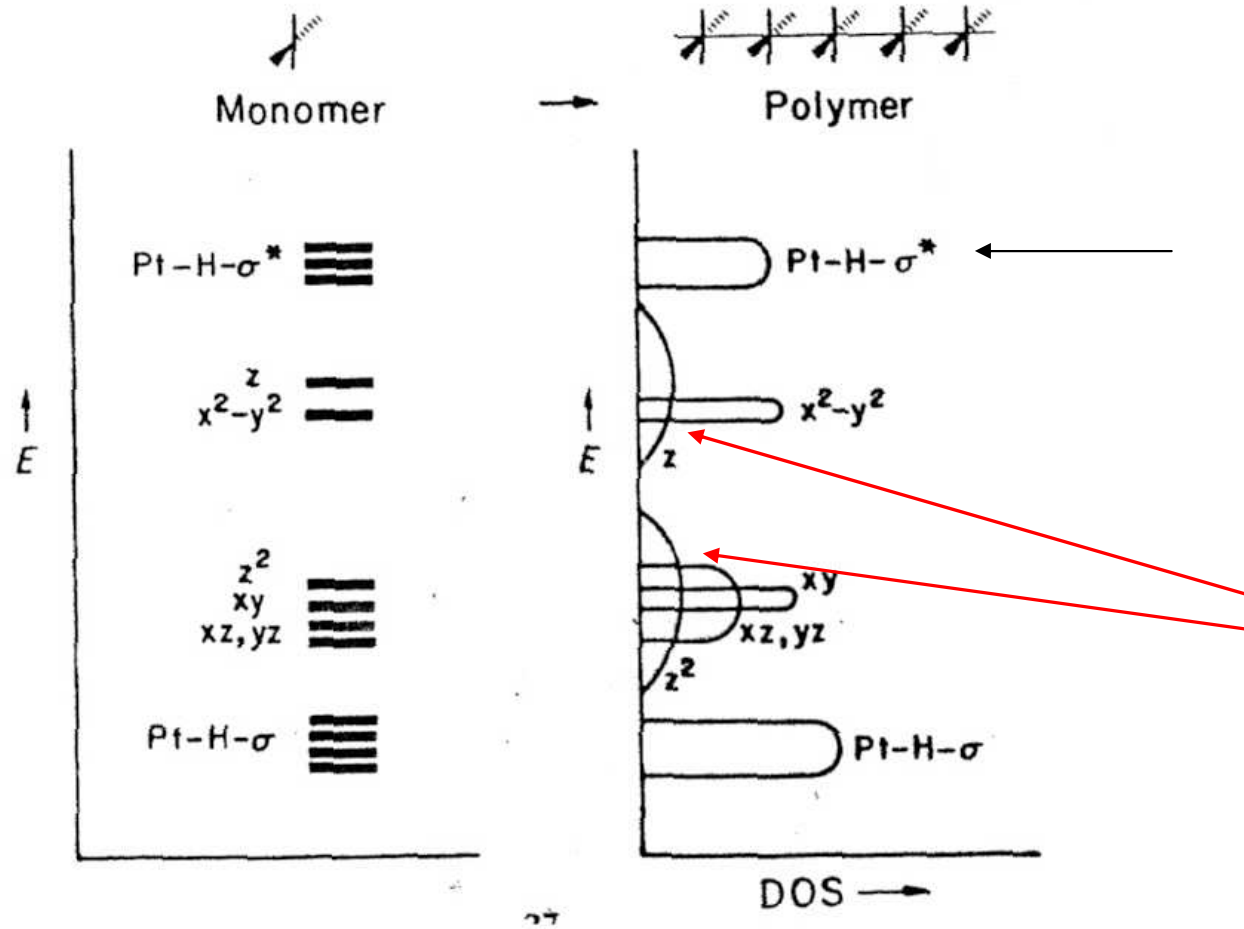 Monomer
Polymer
Pt-H-σ*
z
x²-y²
E
z²
xy
xz, yz
Pt-H-σ
Pt-H-σ*
x²-y²
z
E
xy
xz, yz
z²
Pt-H-σ
DOS